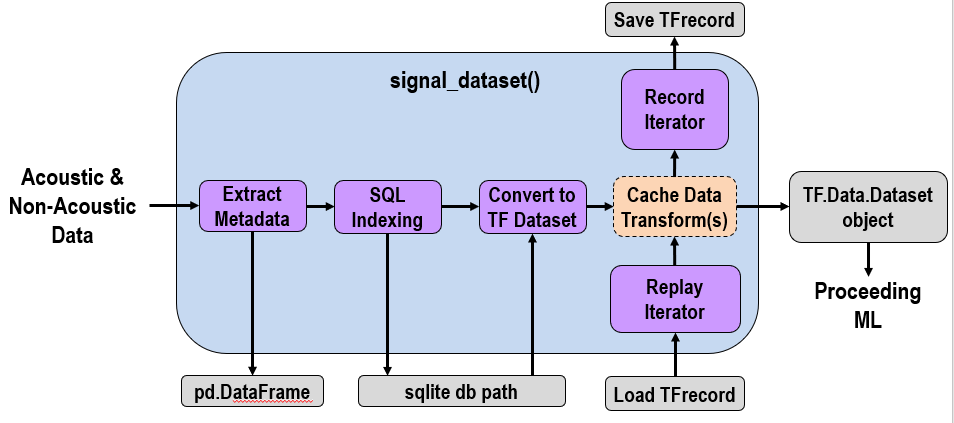 Save TFrecord
signal_dataset()
Record
Iterator
Acoustic &
Non-Acoustic
Data
Extract
Metadata
SQL
Indexing
Convert to
TF Dataset
Cache Data
Transform(s)
TF.Data.Dataset
object
Replay
Iterator
Proceeding
ML
pd.DataFrame
sqlite db path
Load TFrecord